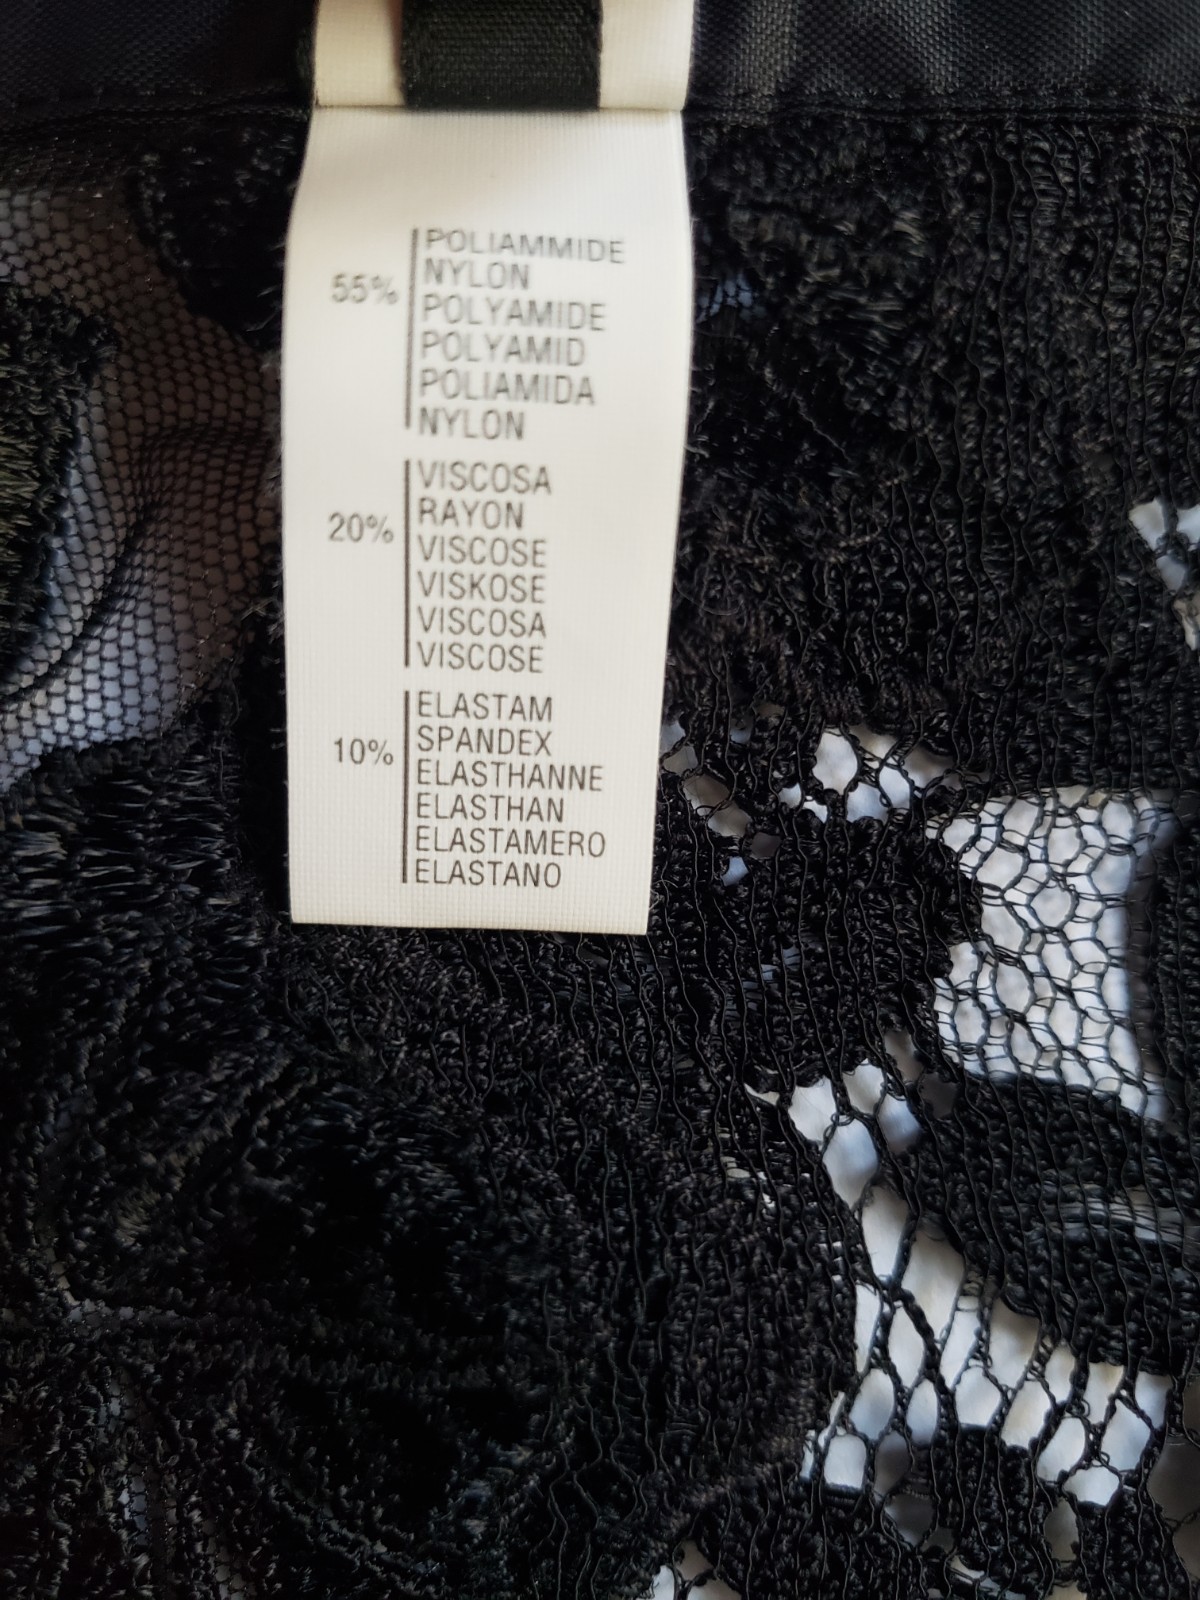 55%
POLIAMMIDE
NYLON
POLYAMIDE
POLYAMID
POLIAMIDA
NYLON
20%
VISCOSA
RAYON
VISCOSE
VISKOSE
VISCOSA
VISCOSE
10%
ELASTAM
SPANDEX
ELASTHANNE
ELASTHAN
ELASTAMERO
ELASTANO